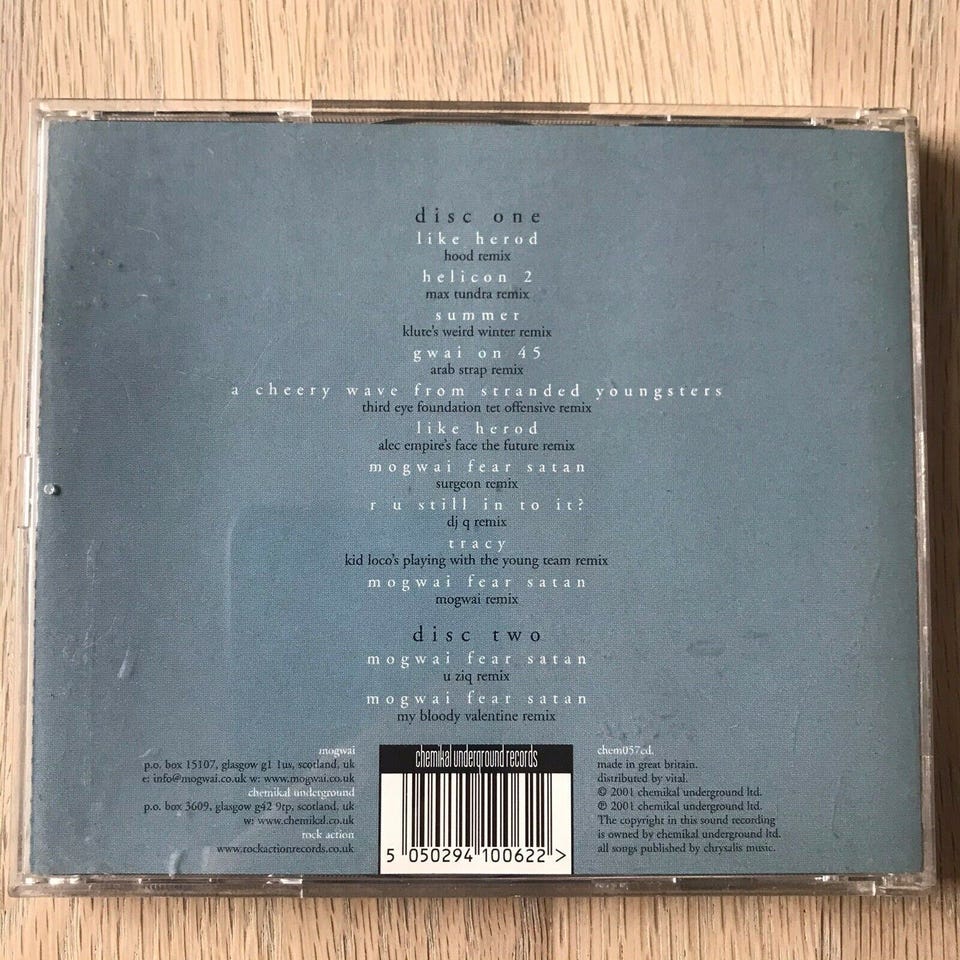 disc one
like herod
hood remix
helicon 2
max tundra remix
summer
klute's weird winter remix
gwai on 45
arab strap remix
a cheery wave from stranded youngsters
third eye foundation tet offensive remix
like herod
alec empire's face the future remix
mogwai fear satan
surgeon remix
r u still in to it?
dj q remix
tracy
kid loco's playing with the young team remix
mogwai fear satan
mogwai remix
disc two
mogwai fear satan
u ziq remix
mogwai fear satan
my bloody valentine remix
mogwai
p.o. box 15107, glasgow g1 1us, scotland, uk
e: info@mogwai.co.uk w: www.mogwai.co.uk
chemikal underground
p.o. box 3609, glasgow g42 9tp, scotland, uk
w: www.chemikal.co.uk
rock action
www.rockactionrecords.co.uk
chemikal underground records
5 050294 100622 >
chem057cd.
made in great britain.
distributed by vital.
© 2001 chemikal underground ltd.
℗ 2001 chemikal underground ltd.
The copyright in this sound recording
is owned by chemikal underground ltd.
all songs published by chrysalis music.